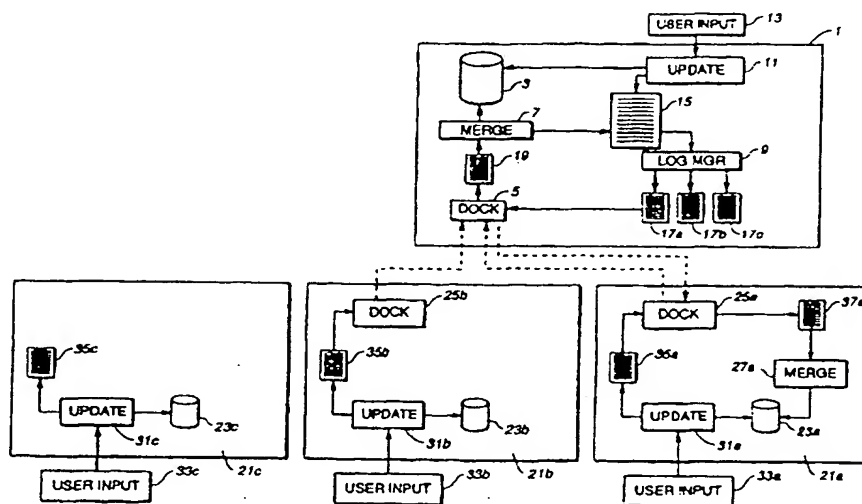 USER INPUT 13
1
UPDATE 11
3
15
7
MERGE
LOG MGR 9
19
5
DOCK
17a 17b 17c
DOCK 25b
DOCK 25a
37a
35c
35b
35a
MERGE
27a
UPDATE
23c
UPDATE
23b
UPDATE
23a
31c
31b
31a
21c
21b
21a
USER INPUT 33c
USER INPUT 33b
USER INPUT 33a